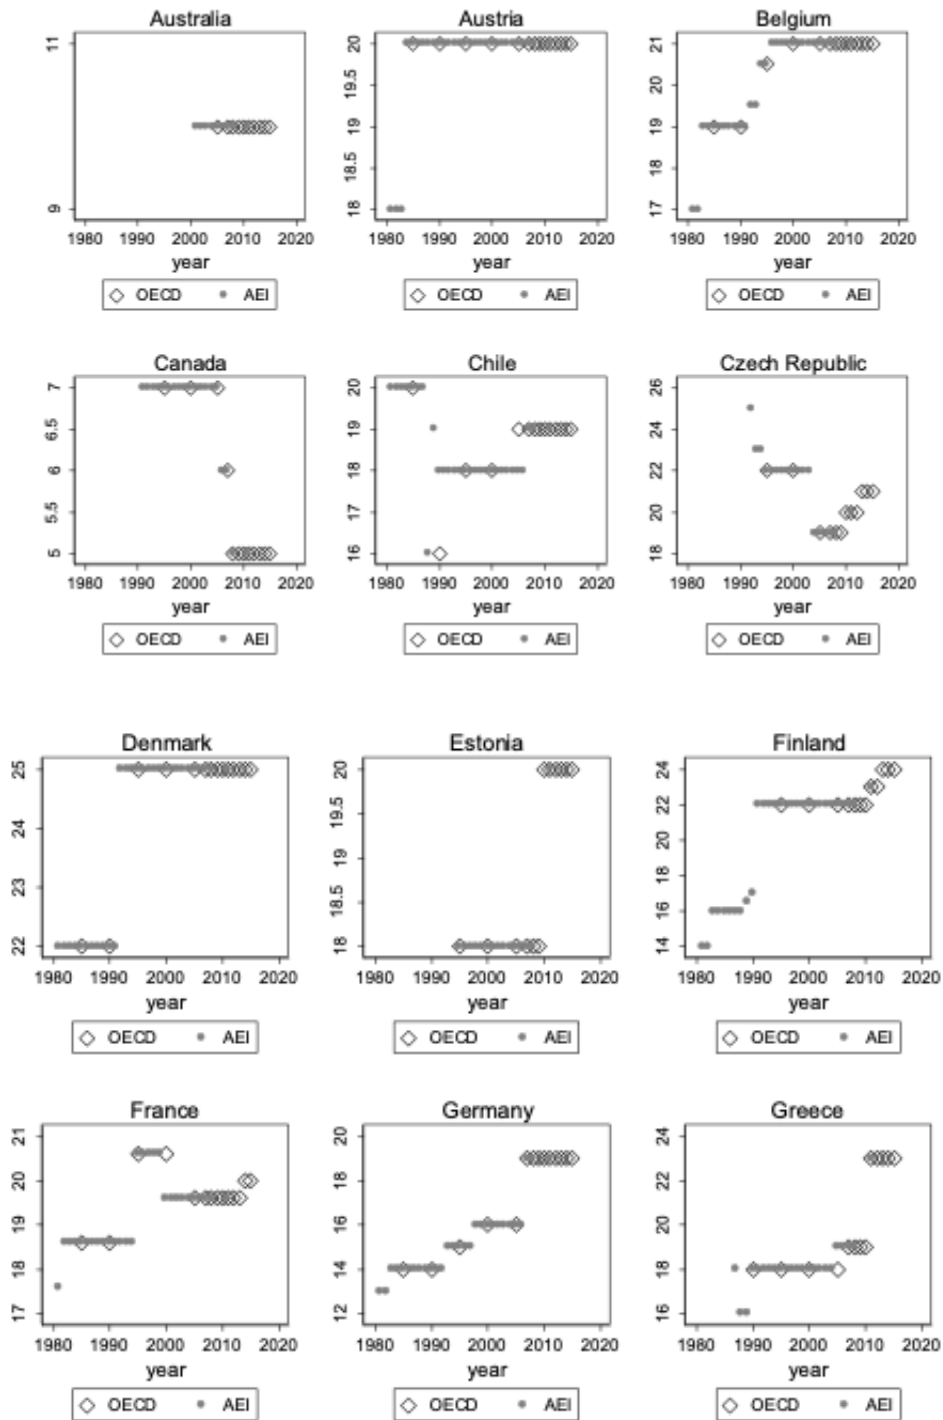 Australia Austria Belgium
11
9
1980 1990 2000 2010 2020
year
OECD AEI
20
19.5
19
18.5
18
1980 1990 2000 2010 2020
year
OECD AEI
21
20
19
18
17
1980 1990 2000 2010 2020
year
OECD AEI
Canada Chile Czech Republic
7
6.5
6
5.5
5
1980 1990 2000 2010 2020
year
OECD AEI
20
19
18
17
16
1980 1990 2000 2010 2020
year
OECD AEI
26
24
22
20
18
1980 1990 2000 2010 2020
year
OECD AEI
Denmark Estonia Finland
25
24
23
22
1980 1990 2000 2010 2020
year
OECD AEI
20
19.5
19
18.5
18
1980 1990 2000 2010 2020
year
OECD AEI
24
22
20
18
16
14
1980 1990 2000 2010 2020
year
OECD AEI
France Germany Greece
21
20
19
18
17
1980 1990 2000 2010 2020
year
OECD AEI
20
18
16
14
12
1980 1990 2000 2010 2020
year
OECD AEI
24
22
20
18
16
1980 1990 2000 2010 2020
year
OECD AEI